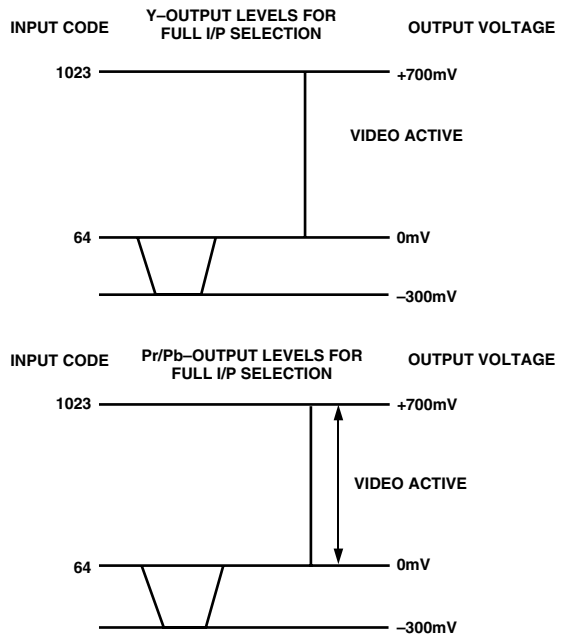 INPUT CODE Y–OUTPUT LEVELS FOR FULL I/P SELECTION OUTPUT VOLTAGE
1023 +700mV
VIDEO ACTIVE
64 0mV
–300mV
INPUT CODE Pr/Pb–OUTPUT LEVELS FOR FULL I/P SELECTION OUTPUT VOLTAGE
1023 +700mV
VIDEO ACTIVE
64 0mV
–300mV